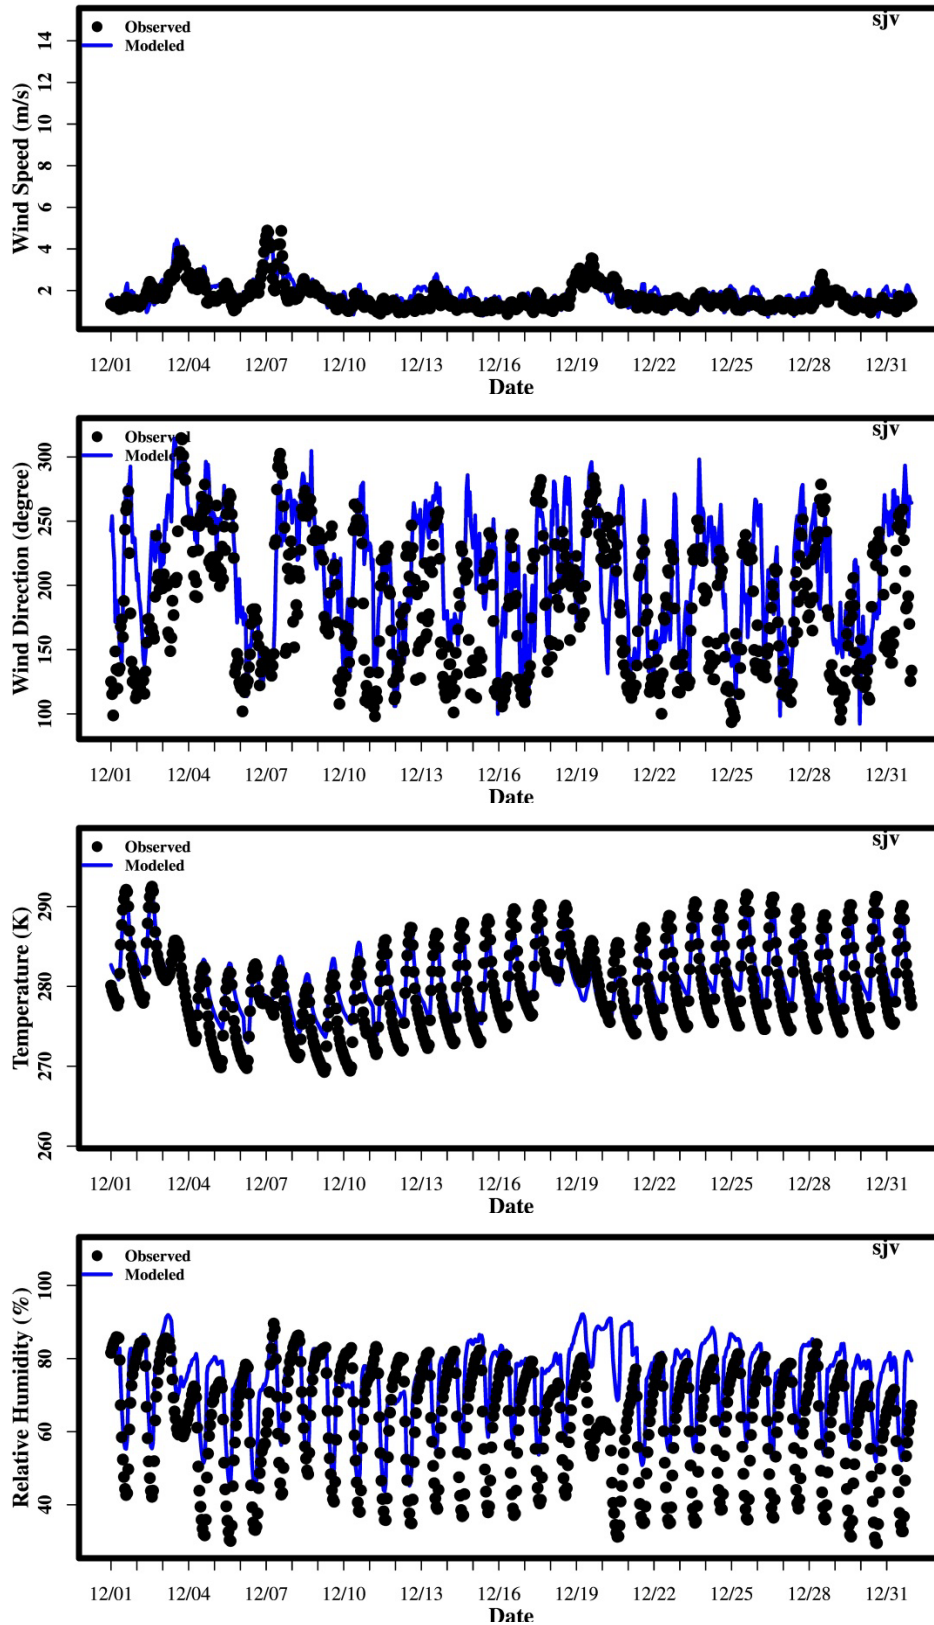 sjv
Observed
Modeled
Wind Speed (m/s)
14
12
10
8
6
4
2
12/01 12/04 12/07 12/10 12/13 12/16 12/19 12/22 12/25 12/28 12/31
Date
sjv
Observed
Modeled
Wind Direction (degree)
300
250
200
150
100
12/01 12/04 12/07 12/10 12/13 12/16 12/19 12/22 12/25 12/28 12/31
Date
sjv
Observed
Modeled
Temperature (K)
290
280
270
260
12/01 12/04 12/07 12/10 12/13 12/16 12/19 12/22 12/25 12/28 12/31
Date
sjv
Observed
Modeled
Relative Humidity (%)
100
80
60
40
12/01 12/04 12/07 12/10 12/13 12/16 12/19 12/22 12/25 12/28 12/31
Date